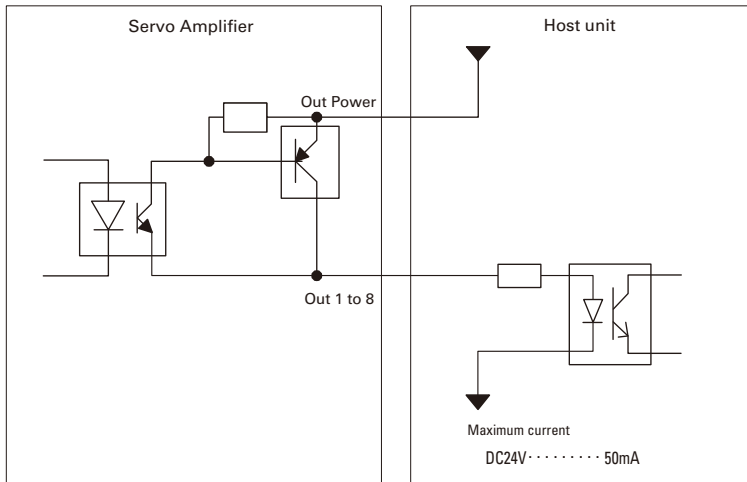 Servo Amplifier
Host unit
Out Power
Out 1 to 8
Maximum current
DC24V· · · · · · · · · 50mA